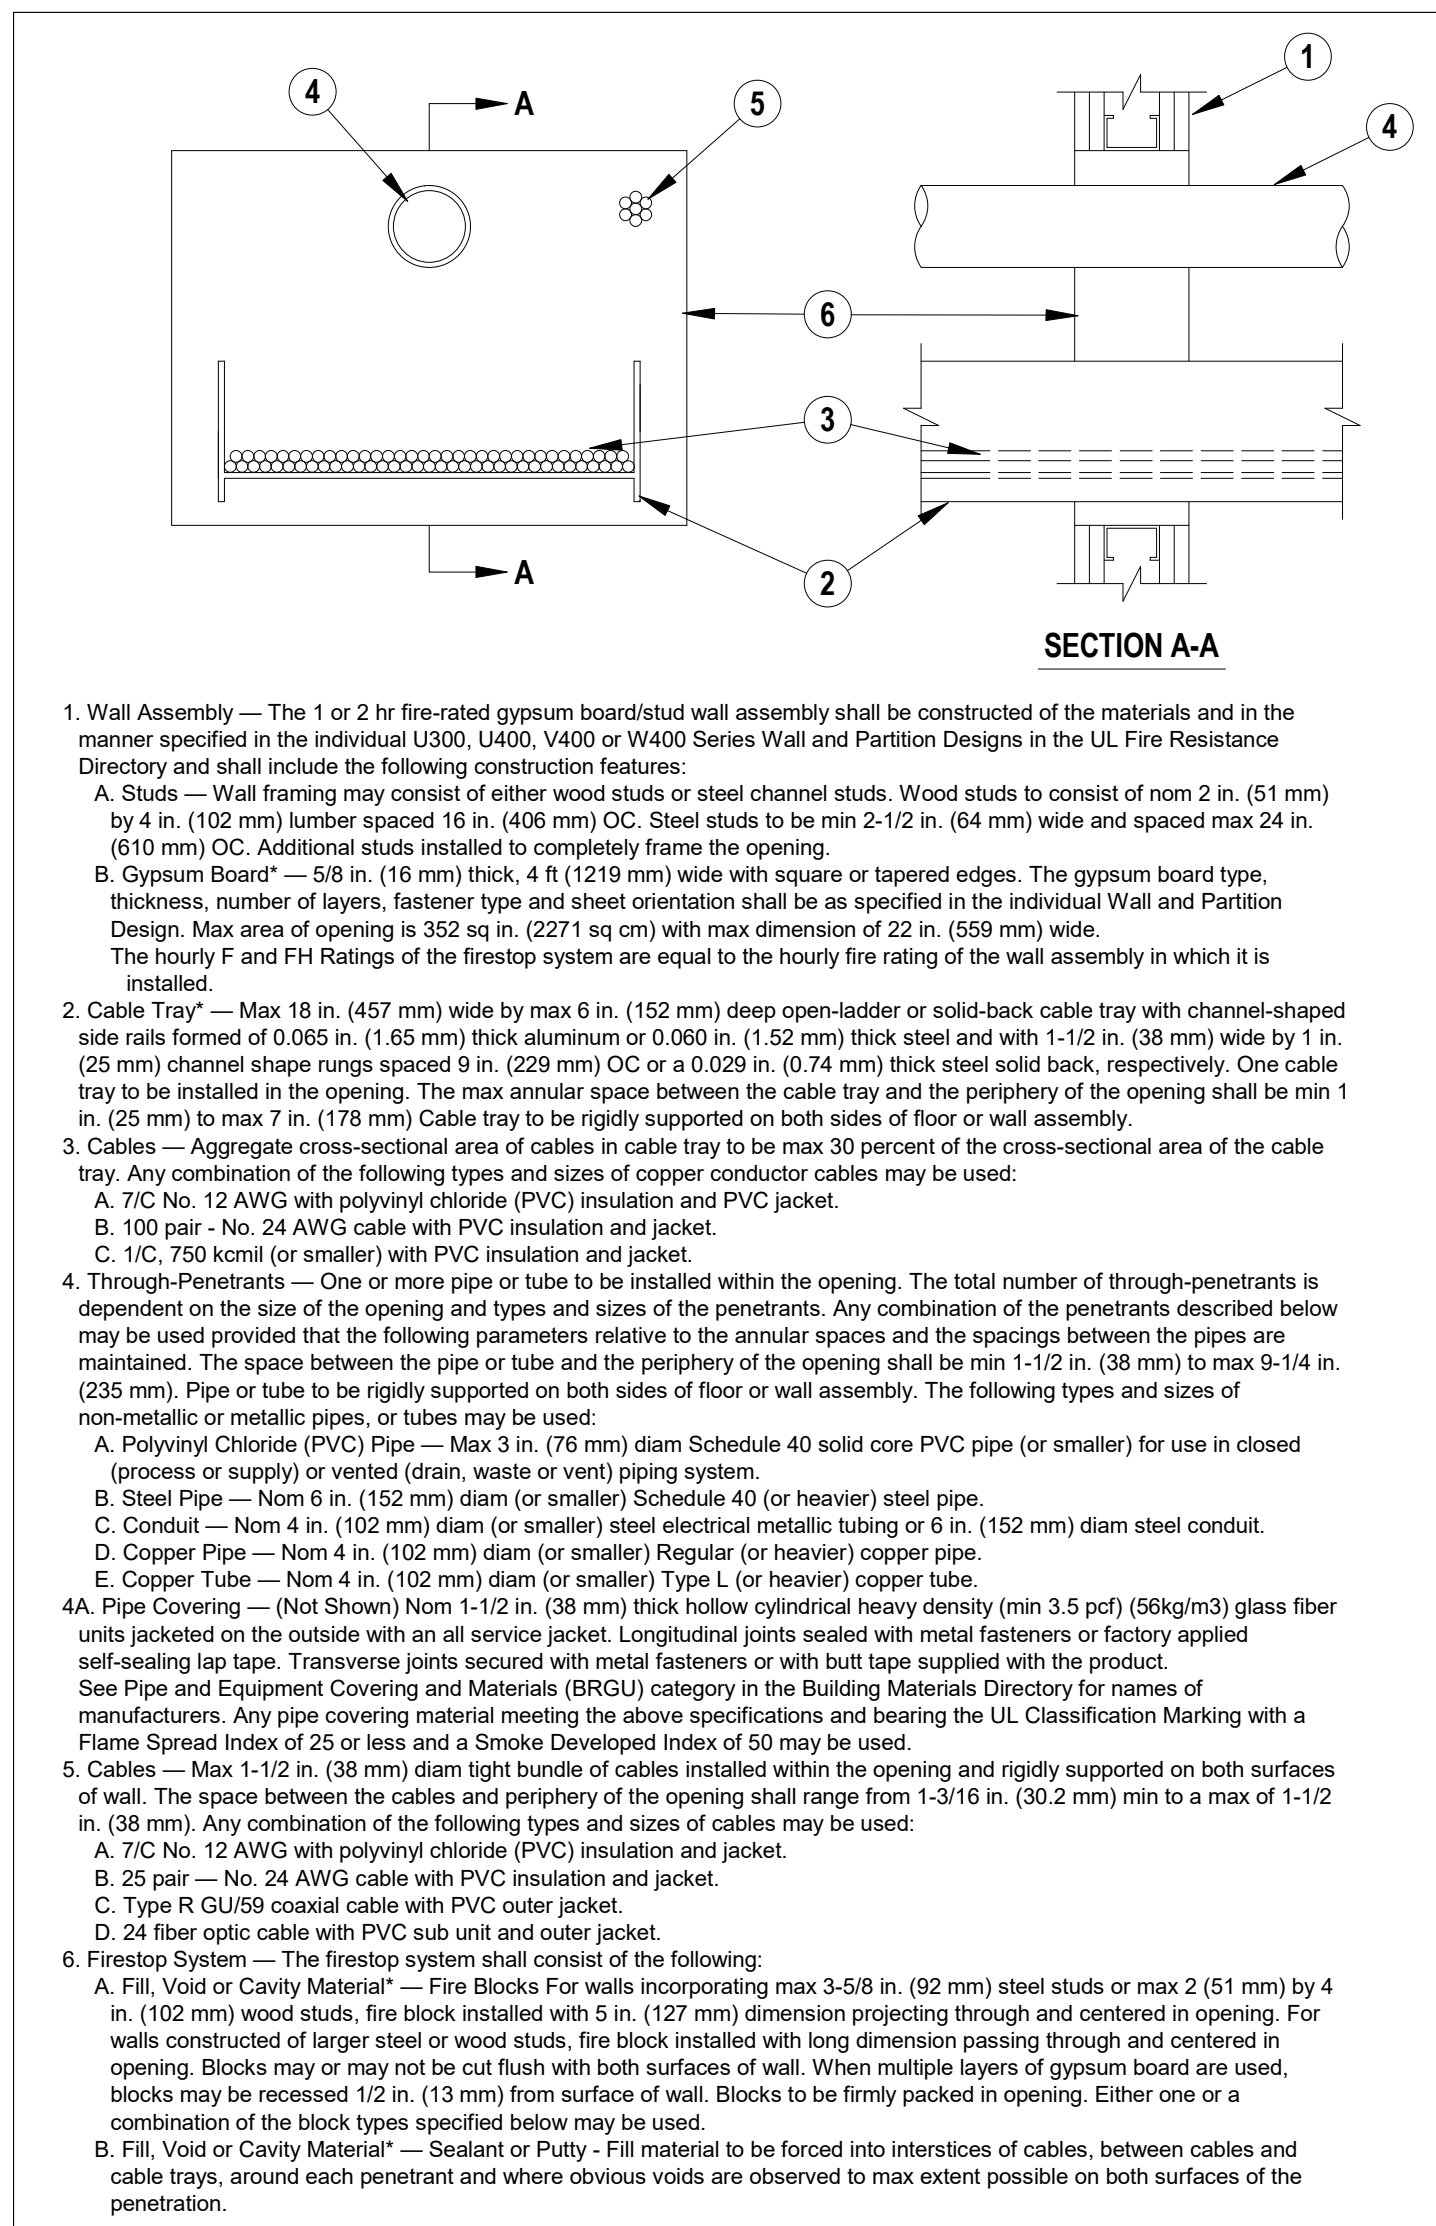 1
4
A
5
4
6
3
A
2
SECTION A-A
1. Wall Assembly — The 1 or 2 hr fire-rated gypsum board/stud wall assembly shall be constructed of the materials and in the
manner specified in the individual U300, U400, V400 or W400 Series Wall and Partition Designs in the UL Fire Resistance
Directory and shall include the following construction features:
A. Studs — Wall framing may consist of either wood studs or steel channel studs. Wood studs to consist of nom 2 in. (51 mm)
by 4 in. (102 mm) lumber spaced 16 in. (406 mm) OC. Steel studs to be min 2-1/2 in. (64 mm) wide and spaced max 24 in.
(610 mm) OC. Additional studs installed to completely frame the opening.
B. Gypsum Board* — 5/8 in. (16 mm) thick, 4 ft (1219 mm) wide with square or tapered edges. The gypsum board type,
thickness, number of layers, fastener type and sheet orientation shall be as specified in the individual Wall and Partition
Design. Max area of opening is 352 sq in. (2271 sq cm) with max dimension of 22 in. (559 mm) wide.
The hourly F and FH Ratings of the firestop system are equal to the hourly fire rating of the wall assembly in which it is
installed.
2. Cable Tray* — Max 18 in. (457 mm) wide by max 6 in. (152 mm) deep open-ladder or solid-back cable tray with channel-shaped
side rails formed of 0.065 in. (1.65 mm) thick aluminum or 0.060 in. (1.52 mm) thick steel and with 1-1/2 in. (38 mm) wide by 1 in.
(25 mm) channel shape rungs spaced 9 in. (229 mm) OC or a 0.029 in. (0.74 mm) thick steel solid back, respectively. One cable
tray to be installed in the opening. The max annular space between the cable tray and the periphery of the opening shall be min 1
in. (25 mm) to max 7 in. (178 mm) Cable tray to be rigidly supported on both sides of floor or wall assembly.
3. Cables — Aggregate cross-sectional area of cables in cable tray to be max 30 percent of the cross-sectional area of the cable
tray. Any combination of the following types and sizes of copper conductor cables may be used:
A. 7/C No. 12 AWG with polyvinyl chloride (PVC) insulation and PVC jacket.
B. 100 pair - No. 24 AWG cable with PVC insulation and jacket.
C. 1/C, 750 kcmil (or smaller) with PVC insulation and jacket.
4. Through-Penetrants — One or more pipe or tube to be installed within the opening. The total number of through-penetrants is
dependent on the size of the opening and types and sizes of the penetrants. Any combination of the penetrants described below
may be used provided that the following parameters relative to the annular spaces and the spacings between the pipes are
maintained. The space between the pipe or tube and the periphery of the opening shall be min 1-1/2 in. (38 mm) to max 9-1/4 in.
(235 mm). Pipe or tube to be rigidly supported on both sides of floor or wall assembly. The following types and sizes of
non-metallic or metallic pipes, or tubes may be used:
A. Polyvinyl Chloride (PVC) Pipe — Max 3 in. (76 mm) diam Schedule 40 solid core PVC pipe (or smaller) for use in closed
(process or supply) or vented (drain, waste or vent) piping system.
B. Steel Pipe — Nom 6 in. (152 mm) diam (or smaller) Schedule 40 (or heavier) steel pipe.
C. Conduit — Nom 4 in. (102 mm) diam (or smaller) steel electrical metallic tubing or 6 in. (152 mm) diam steel conduit.
D. Copper Pipe — Nom 4 in. (102 mm) diam (or smaller) Regular (or heavier) copper pipe.
E. Copper Tube — Nom 4 in. (102 mm) diam (or smaller) Type L (or heavier) copper tube.
4A. Pipe Covering — (Not Shown) Nom 1-1/2 in. (38 mm) thick hollow cylindrical heavy density (min 3.5 pcf) (56kg/m3) glass fiber
units jacketed on the outside with an all service jacket. Longitudinal joints sealed with metal fasteners or factory applied
self-sealing lap tape. Transverse joints secured with metal fasteners or with butt tape supplied with the product.
See Pipe and Equipment Covering and Materials (BRGU) category in the Building Materials Directory for names of
manufacturers. Any pipe covering material meeting the above specifications and bearing the UL Classification Marking with a
Flame Spread Index of 25 or less and a Smoke Developed Index of 50 may be used.
5. Cables — Max 1-1/2 in. (38 mm) diam tight bundle of cables installed within the opening and rigidly supported on both surfaces
of wall. The space between the cables and periphery of the opening shall range from 1-3/16 in. (30.2 mm) min to a max of 1-1/2
in. (38 mm). Any combination of the following types and sizes of cables may be used:
A. 7/C No. 12 AWG with polyvinyl chloride (PVC) insulation and jacket.
B. 25 pair — No. 24 AWG cable with PVC insulation and jacket.
C. Type R GU/59 coaxial cable with PVC outer jacket.
D. 24 fiber optic cable with PVC sub unit and outer jacket.
6. Firestop System — The firestop system shall consist of the following:
A. Fill, Void or Cavity Material* — Fire Blocks For walls incorporating max 3-5/8 in. (92 mm) steel studs or max 2 (51 mm) by 4
in. (102 mm) wood studs, fire block installed with 5 in. (127 mm) dimension projecting through and centered in opening. For
walls constructed of larger steel or wood studs, fire block installed with long dimension passing through and centered in
opening. Blocks may or may not be cut flush with both surfaces of wall. When multiple layers of gypsum board are used,
blocks may be recessed 1/2 in. (13 mm) from surface of wall. Blocks to be firmly packed in opening. Either one or a
combination of the block types specified below may be used.
B. Fill, Void or Cavity Material* — Sealant or Putty - Fill material to be forced into interstices of cables, between cables and
cable trays, around each penetrant and where obvious voids are observed to max extent possible on both surfaces of the
penetration.